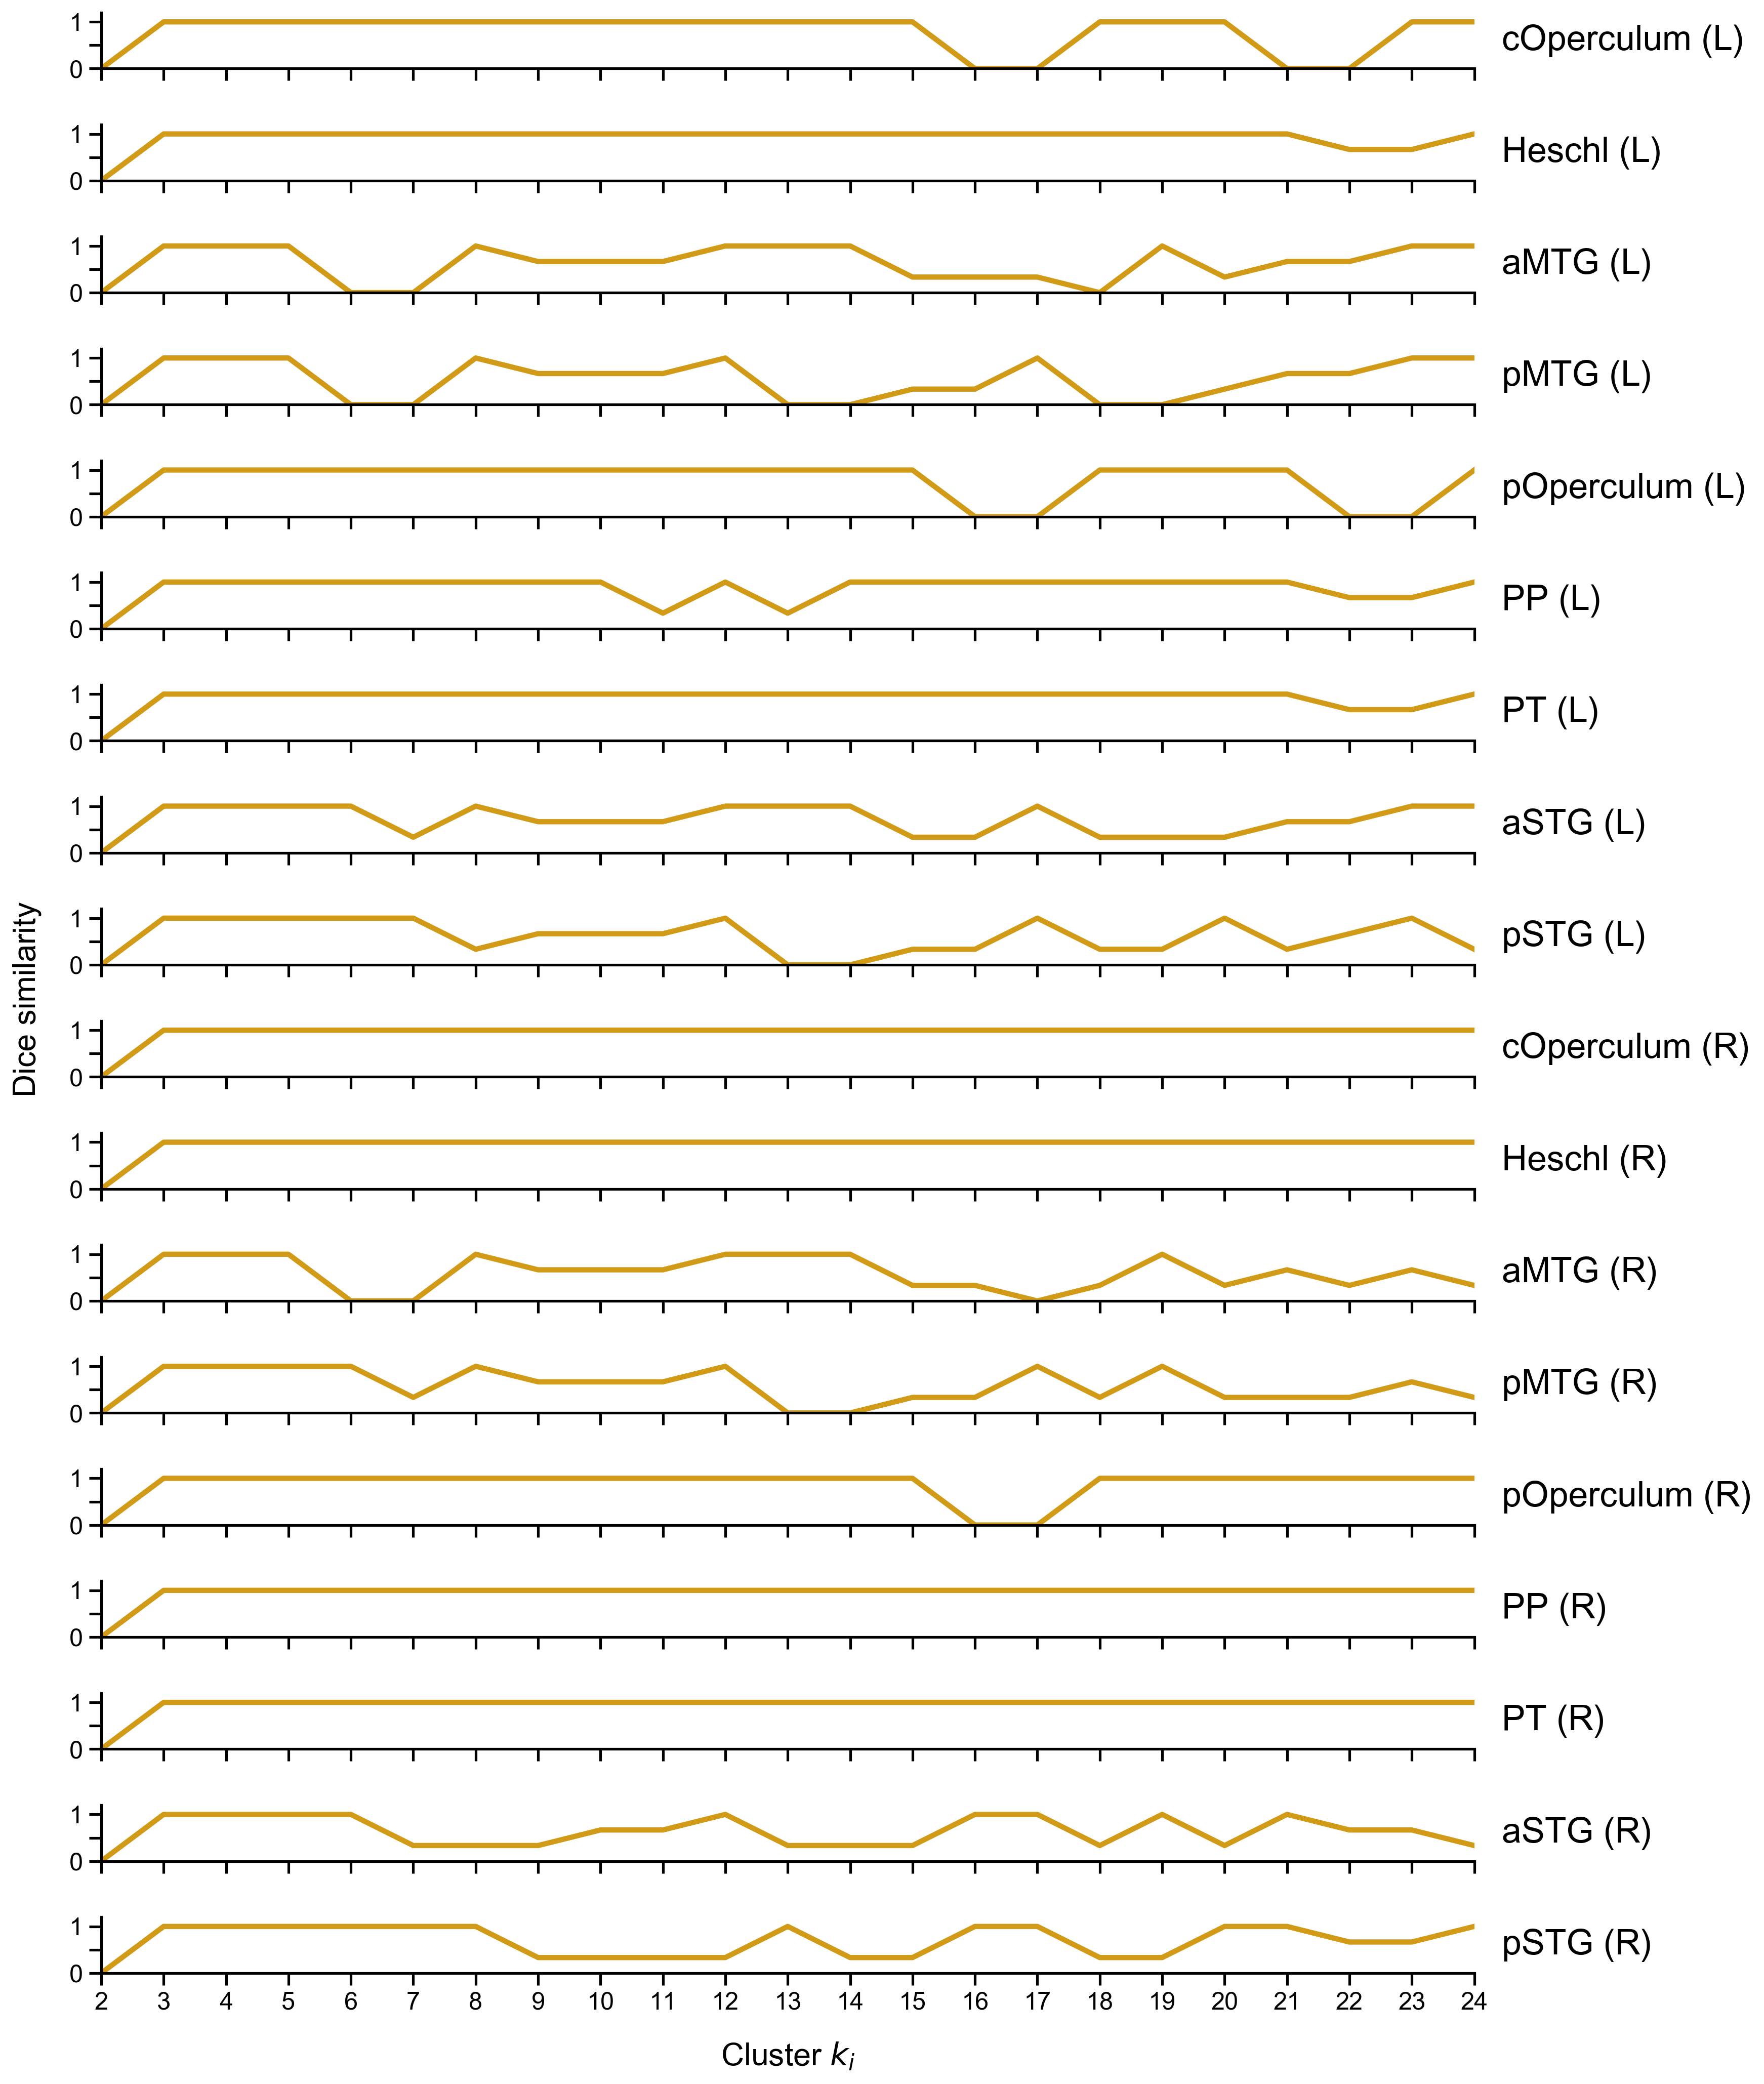 1
0
cOperculum (L)
1
0
Heschl (L)
1
0
aMTG (L)
1
0
pMTG (L)
1
0
pOperculum (L)
1
0
PP (L)
1
0
PT (L)
1
0
aSTG (L)
1
0
pSTG (L)
Dice similarity
1
0
cOperculum (R)
1
0
Heschl (R)
1
0
aMTG (R)
1
0
pMTG (R)
1
0
pOperculum (R)
1
0
PP (R)
1
0
PT (R)
1
0
aSTG (R)
1
0
pSTG (R)
2 3 4 5 6 7 8 9 10 11 12 13 14 15 16 17 18 19 20 21 22 23 24
Cluster kᵢ